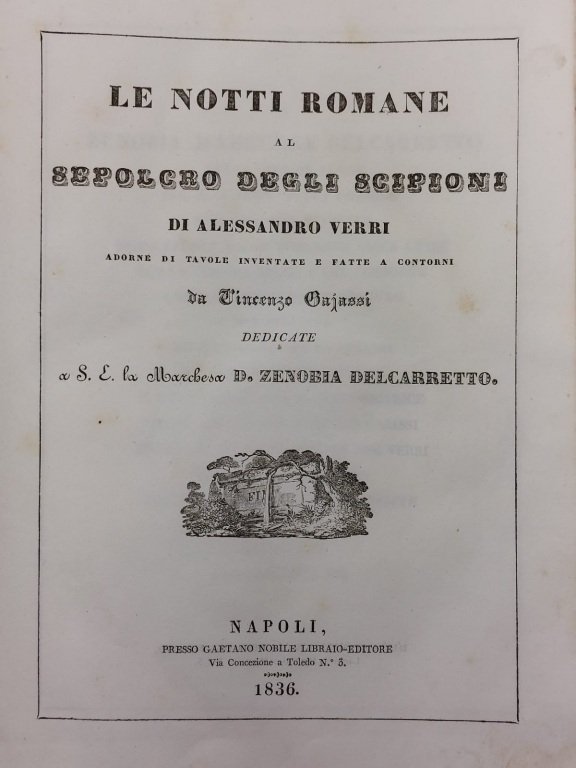 LE NOTTI ROMANE
AL
SEPOLCRO DEGLI SCIPIONI
DI ALESSANDRO VERRI
ADORNE DI TAVOLE INVENTATE E FATTE A CONTORNI
da Vincenzo Gajassi
DEDICATE
a S. E. la Marchesa D. ZENOBIA DELCARRETTO.
NAPOLI,
PRESSO GAETANO NOBILE LIBRAIO-EDITORE
Via Concezione a Toledo N.° 3.
1836.